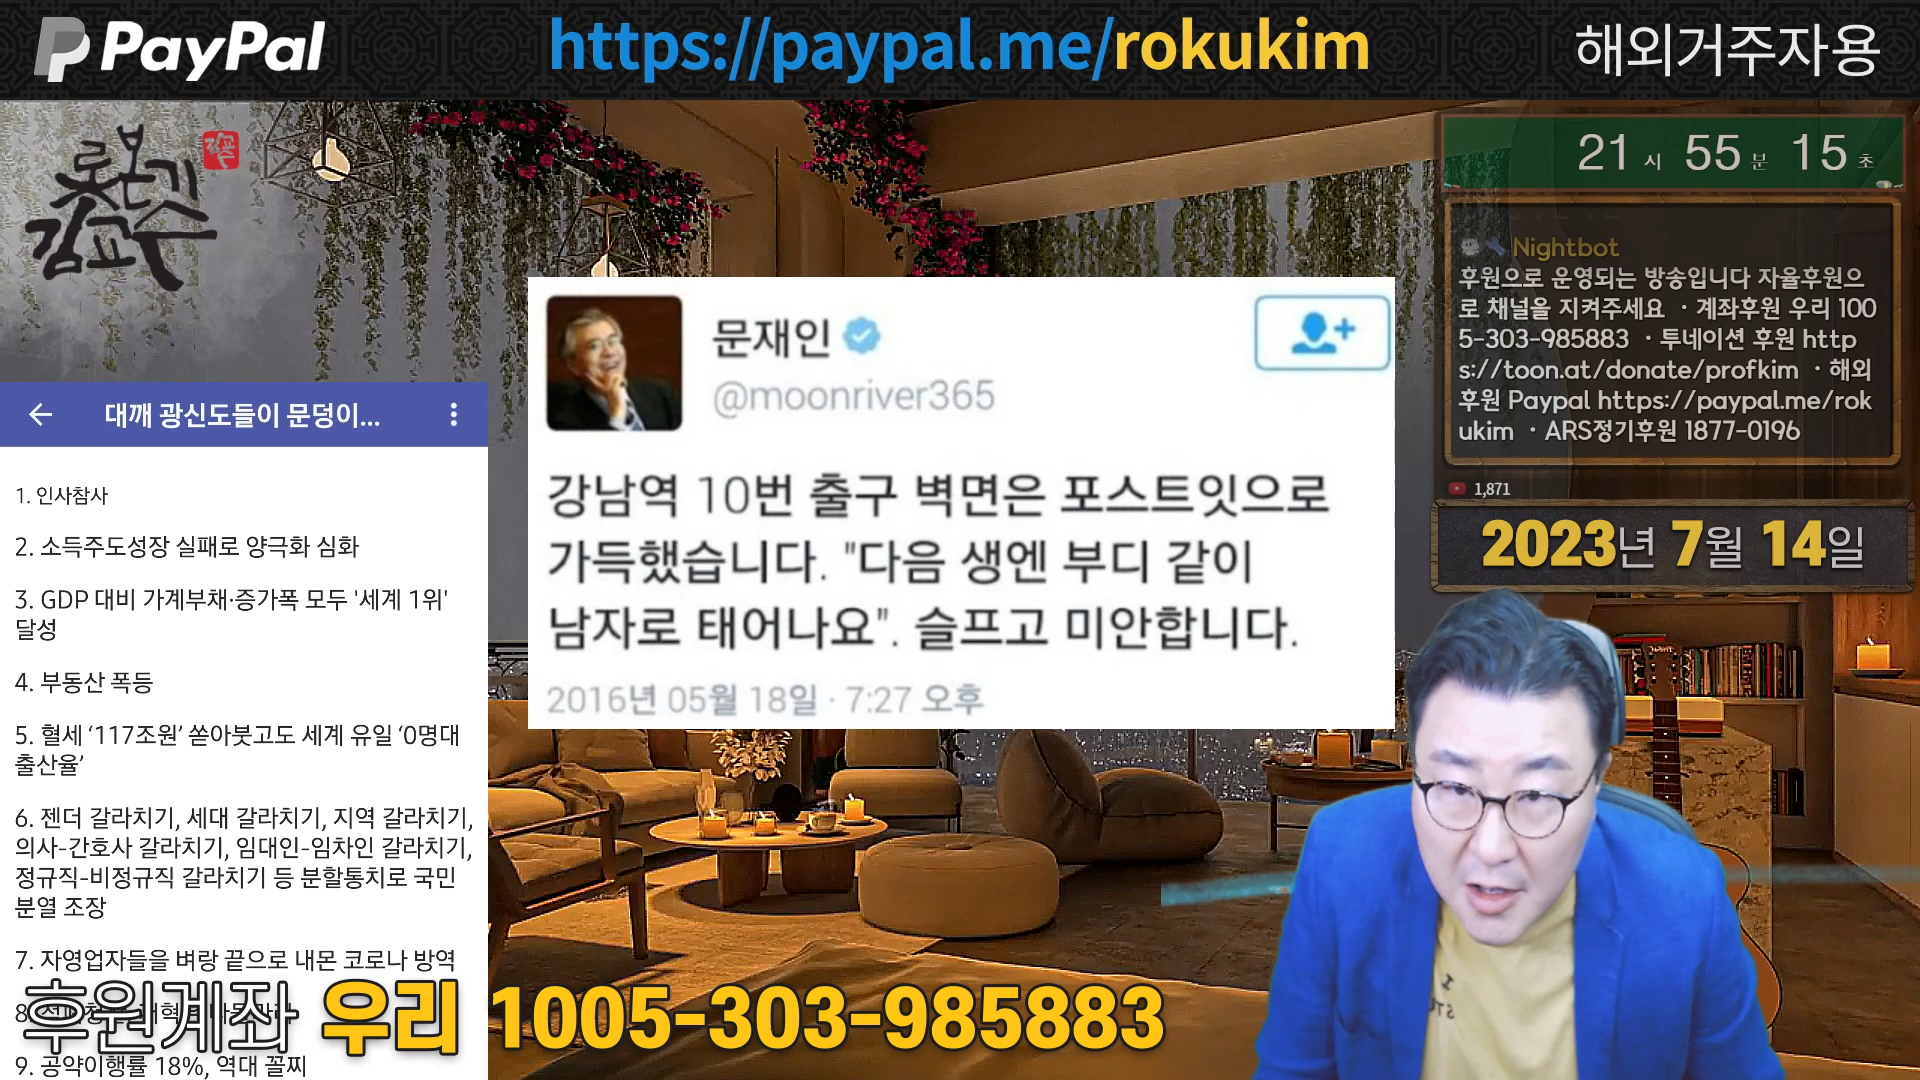 PayPal
https://paypal.me/rokukim
해외거주자용
로보트김교수
21 시 55 분 15 초
Nightbot
후원으로 운영되는 방송입니다 자율후원으
로 채널을 지켜주세요 ・계좌후원 우리 100
5-303-985883 ・투네이션 후원 http
s://toon.at/donate/profkim ・해외
후원 Paypal https://paypal.me/rok
ukim ・ARS정기후원 1877-0196
1,871
2023년 7월 14일
문재인
@moonriver365
강남역 10번 출구 벽면은 포스트잇으로
가득했습니다. "다음 생엔 부디 같이
남자로 태어나요". 슬프고 미안합니다.
2016년 05월 18일 · 7:27 오후
대깨 광신도들이 문덩이...
1. 인사참사
2. 소득주도성장 실패로 양극화 심화
3. GDP 대비 가계부채·증가폭 모두 '세계 1위'
달성
4. 부동산 폭등
5. 혈세 ‘117조원’ 쏟아붓고도 세계 유일 ‘0명대
출산율’
6. 젠더 갈라치기, 세대 갈라치기, 지역 갈라치기,
의사-간호사 갈라치기, 임대인-임차인 갈라치기,
정규직-비정규직 갈라치기 등 분할통치로 국민
분열 조장
7. 자영업자들을 벼랑 끝으로 내몬 코로나 방역
8.
후원계좌 우리 1005-303-985883
9. 공약이행률 18%, 역대 꼴찌